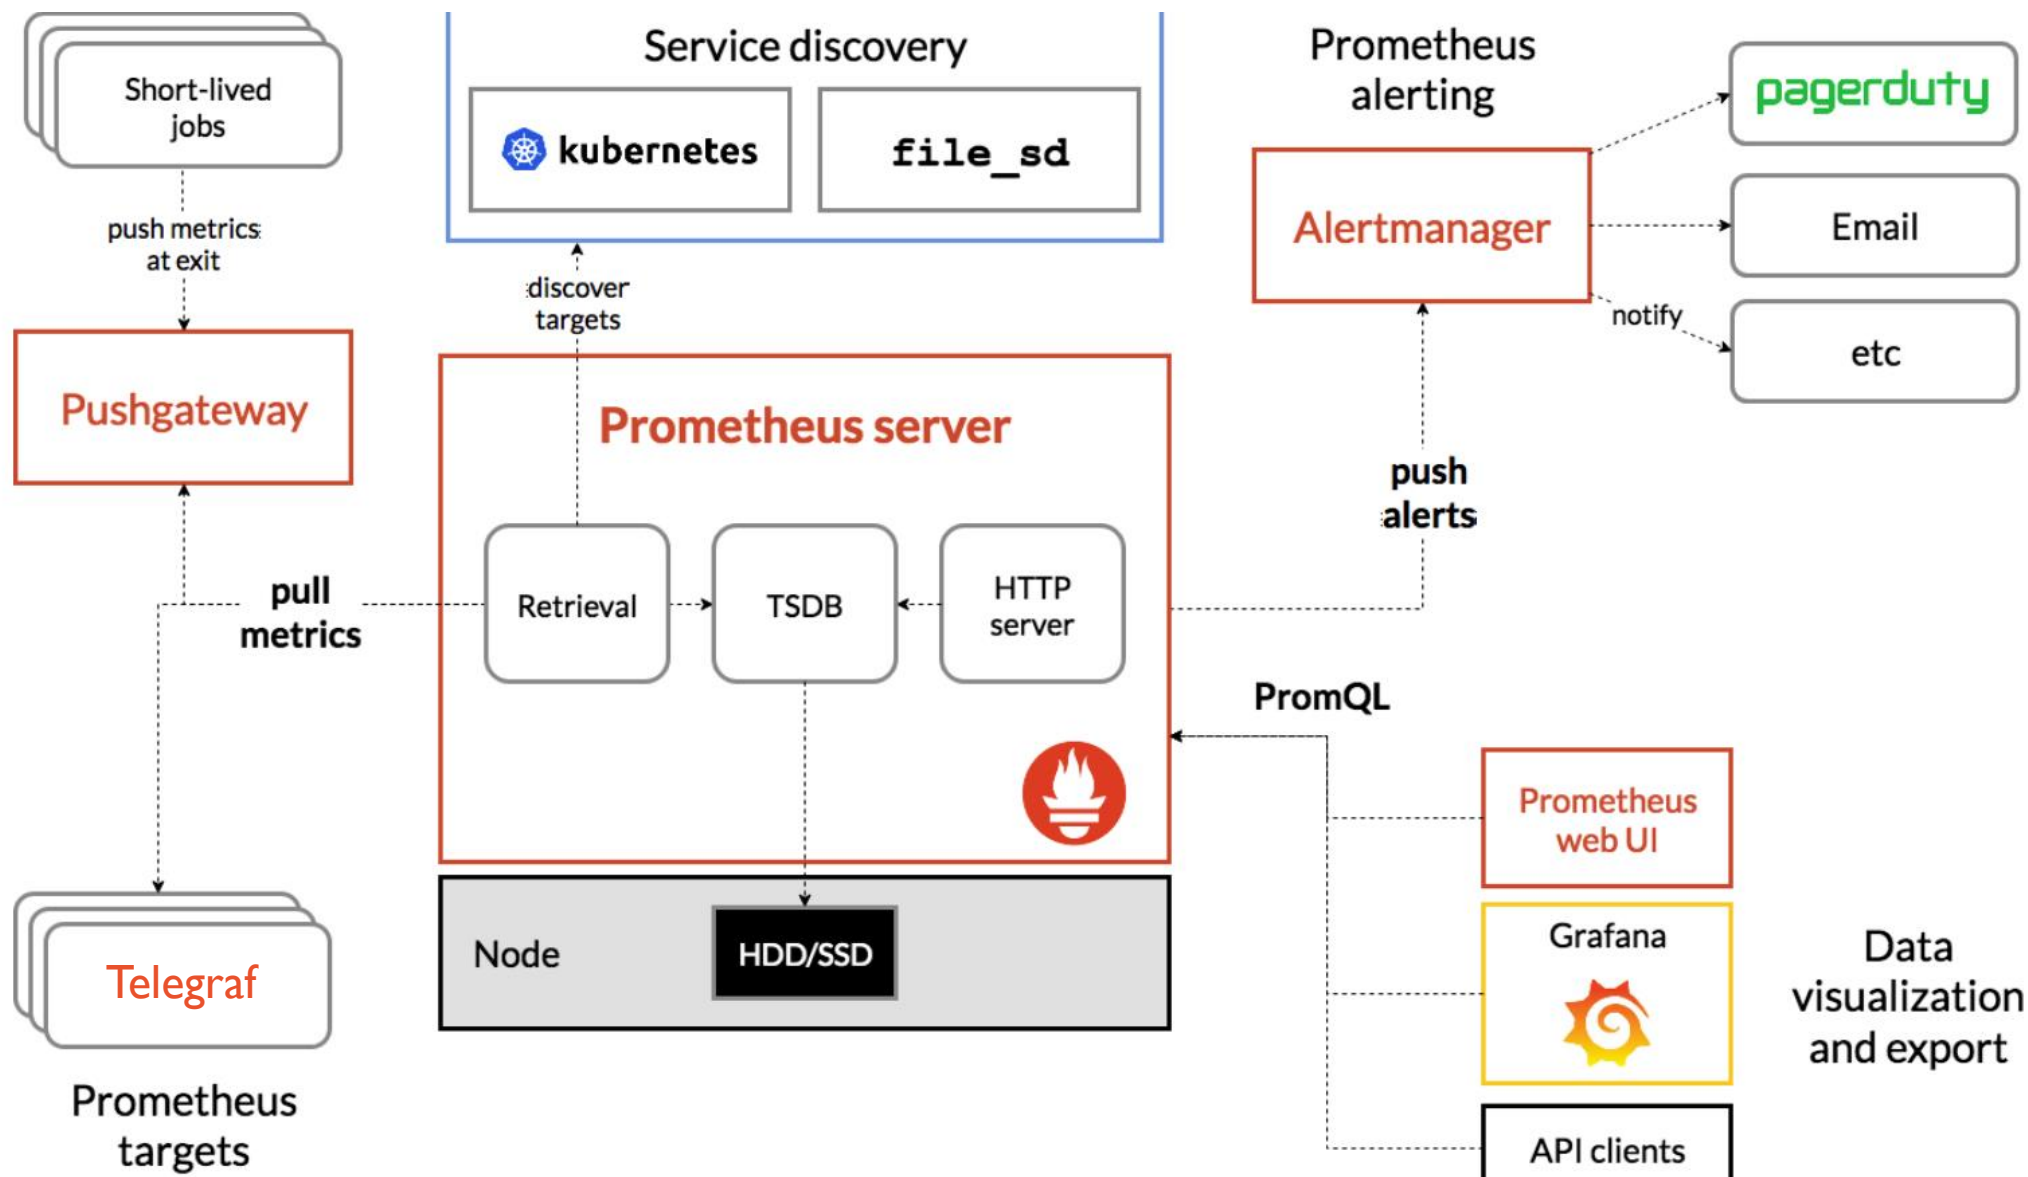 Short-lived
jobs
push metrics
at exit
Pushgateway
pull
metrics
Telegraf
Prometheus
targets
Service discovery
kubernetes
file_sd
discover
targets
Prometheus server
Retrieval
TSDB
HTTP
server
Node
HDD/SSD
Prometheus
alerting
Alertmanager
pagerduty
Email
notify
etc
push
alerts
PromQL
Prometheus
web UI
Grafana
API clients
Data
visualization
and export